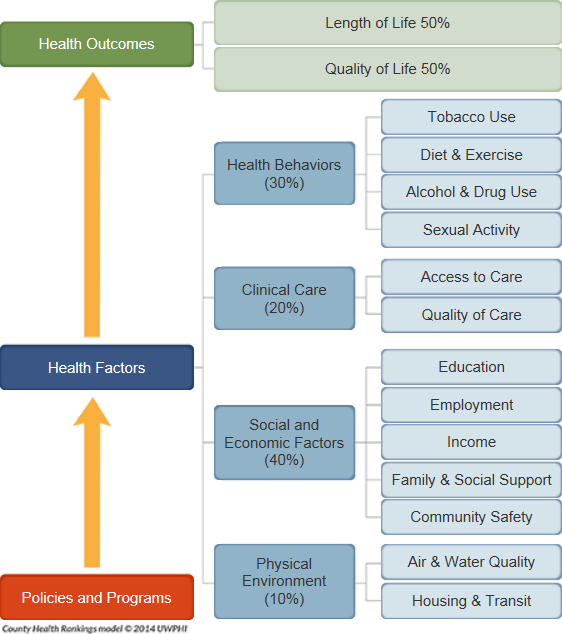 Health Outcomes
Length of Life 50%
Quality of Life 50%
Health Factors
Health Behaviors
(30%)
Tobacco Use
Diet & Exercise
Alcohol & Drug Use
Sexual Activity
Clinical Care
(20%)
Access to Care
Quality of Care
Social and
Economic Factors
(40%)
Education
Employment
Income
Family & Social Support
Community Safety
Physical
Environment
(10%)
Air & Water Quality
Housing & Transit
Policies and Programs
County Health Rankings model © 2014 UWPHI